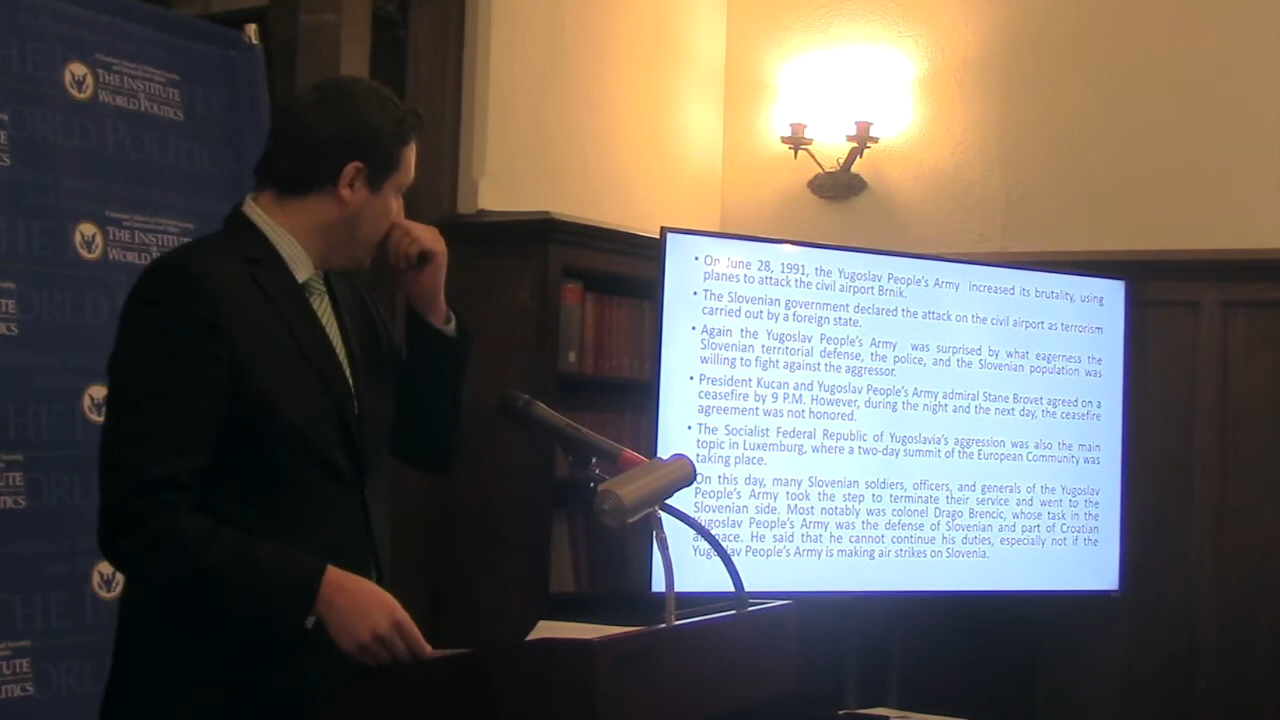 THE INSTITUTE
OF
WORLD POLITICS
THE INSTITUTE
WORLD P
• On June 28, 1991, the Yugoslav People's Army increased its brutality, using
planes to attack the civil airport Brnik.
• The Slovenian government declared the attack on the civil airport as terrorism
carried out by a foreign state.
• Again the Yugoslav People's Army was surprised by what eagerness the
Slovenian territorial defense, the police, and the Slovenian population was
willing to fight against the aggressor.
• President Kucan and Yugoslav People's Army admiral Stane Brovet agreed on a
ceasefire by 9 P.M. However, during the night and the next day, the ceasefire
agreement was not honored.
• The Socialist Federal Republic of Yugoslavia's aggression was also the main
topic in Luxemburg, where a two-day summit of the European Community was
taking place.
On this day, many Slovenian soldiers, officers, and generals of the Yugoslav
People's Army took the step to terminate their service and went to the
Slovenian side. Most notably was colonel Drago Brencic, whose task in the
Yugoslav People's Army was the defense of Slovenian and part of Croatian
airspace. He said that he cannot continue his duties, especially not if the
Yugoslav People's Army is making air strikes on Slovenia.